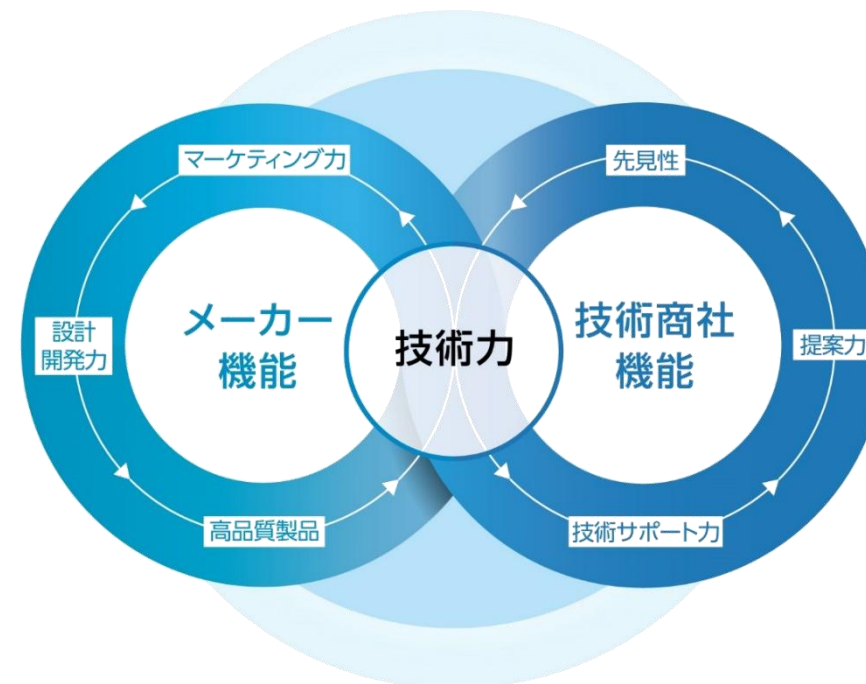 マーケティング力
先見性
メーカー
機能
技術力
技術商社
機能
設計
開発力
提案力
高品質製品
技術サポート力